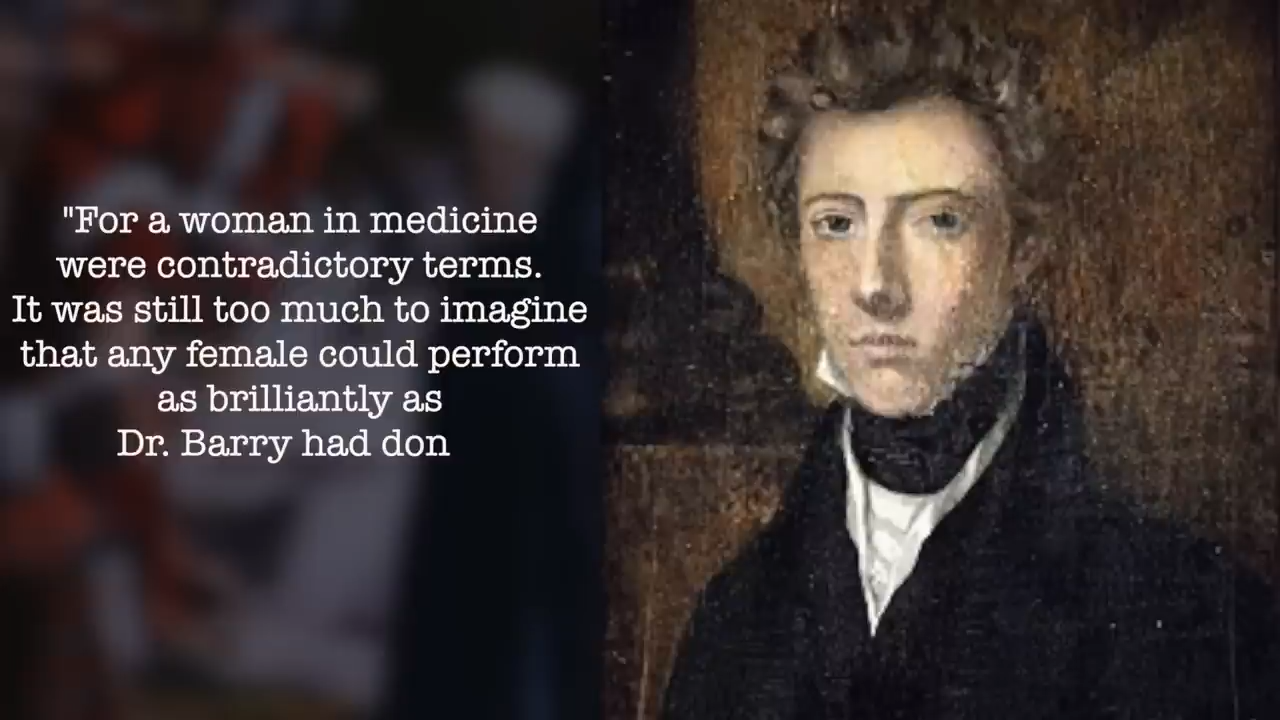 "For a woman in medicine
were contradictory terms.
It was still too much to imagine
that any female could perform
as brilliantly as
Dr. Barry had don